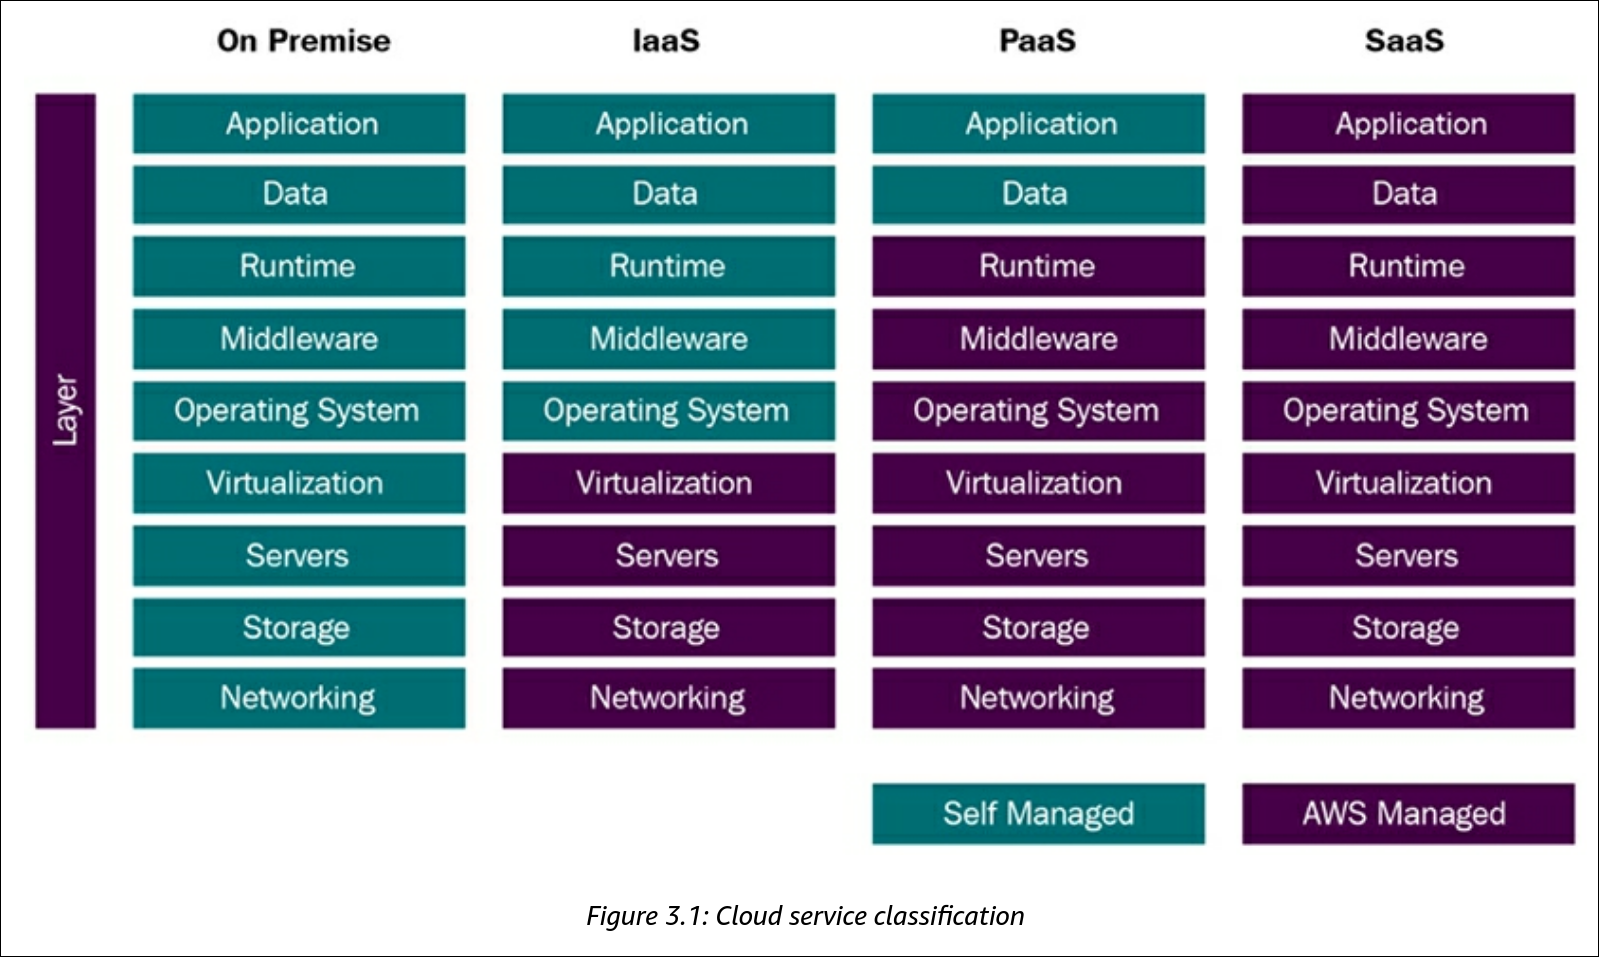 On Premise IaaS PaaS SaaS
Layer
Application Application Application Application
Data Data Data Data
Runtime Runtime Runtime Runtime
Middleware Middleware Middleware Middleware
Operating System Operating System Operating System Operating System
Virtualization Virtualization Virtualization Virtualization
Servers Servers Servers Servers
Storage Storage Storage Storage
Networking Networking Networking Networking
Self Managed AWS Managed
Figure 3.1: Cloud service classification